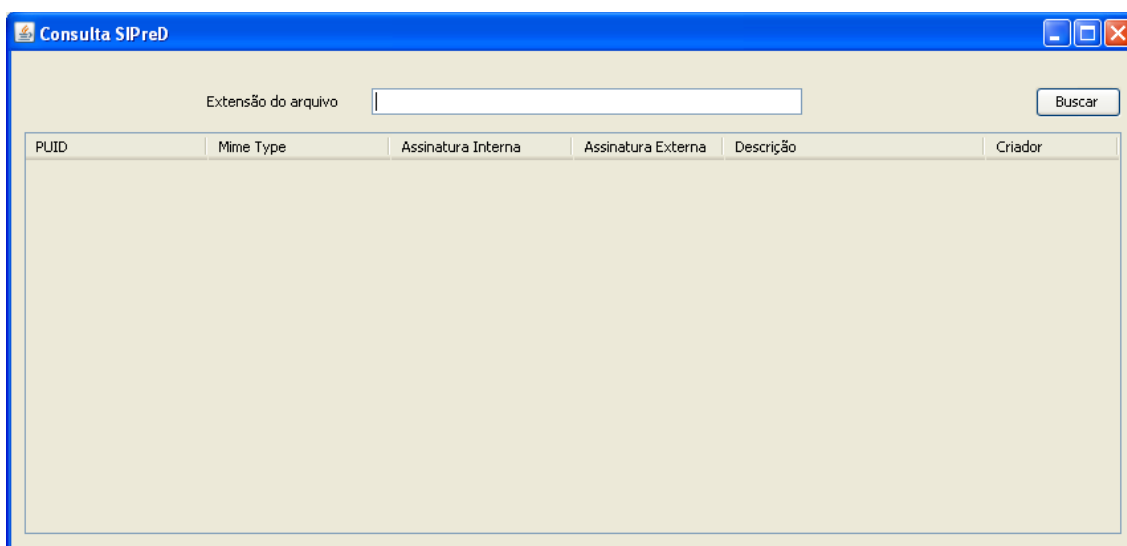 Consulta SIPreD
Extensão do arquivo Buscar
PUID Mime Type Assinatura Interna Assinatura Externa Descrição Criador